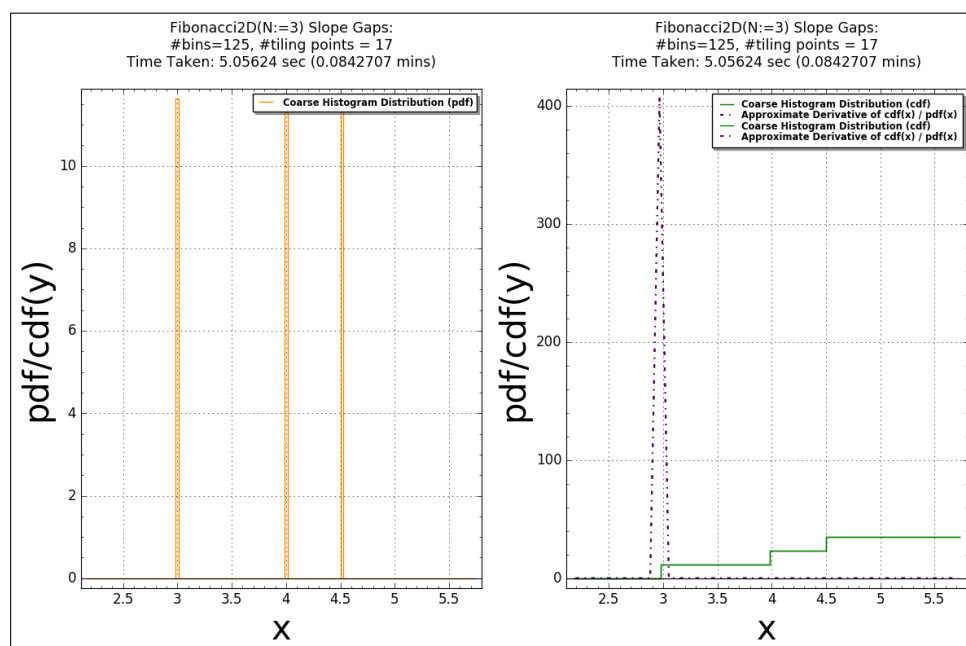 Fibonacci2D(N:=3) Slope Gaps:
#bins=125, #tiling points = 17
Time Taken: 5.05624 sec (0.0842707 mins)
Coarse Histogram Distribution (pdf)
pdf/cdf(y)
10
8
6
4
2
0
2.5 3 3.5 4 4.5 5 5.5
x
Fibonacci2D(N:=3) Slope Gaps:
#bins=125, #tiling points = 17
Time Taken: 5.05624 sec (0.0842707 mins)
Coarse Histogram Distribution (cdf)
Approximate Derivative of cdf(x) / pdf(x)
Coarse Histogram Distribution (cdf)
Approximate Derivative of cdf(x) / pdf(x)
pdf/cdf(y)
400
300
200
100
0
2.5 3 3.5 4 4.5 5 5.5
x